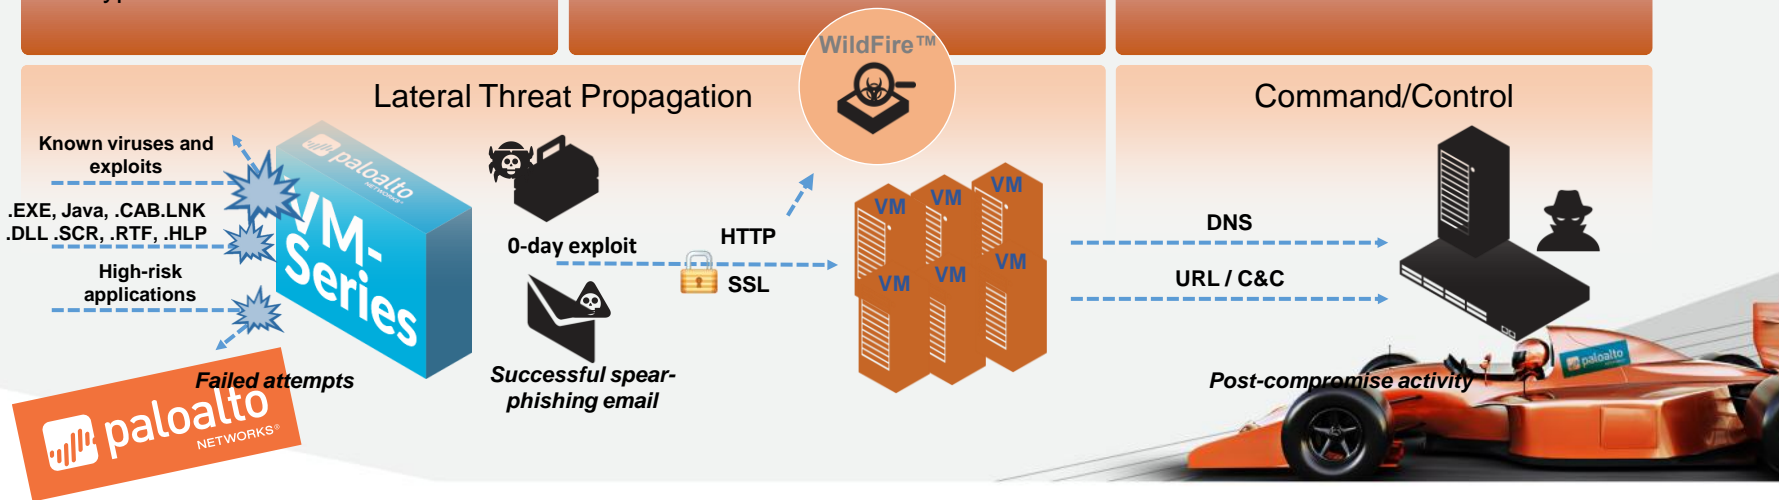 WildFire™
Lateral Threat Propagation
Command/Control
Known viruses and
exploits
.EXE, Java, .CAB.LNK
.DLL .SCR, .RTF, .HLP
High-risk
applications
Failed attempts
paloalto
NETWORKS®
VM-
Series
0-day exploit
HTTP
SSL
Successful spear-
phishing email
VM
VM
VM
VM
VM
VM
DNS
URL / C&C
Post-compromise activity
paloalto
paloalto
NETWORKS®